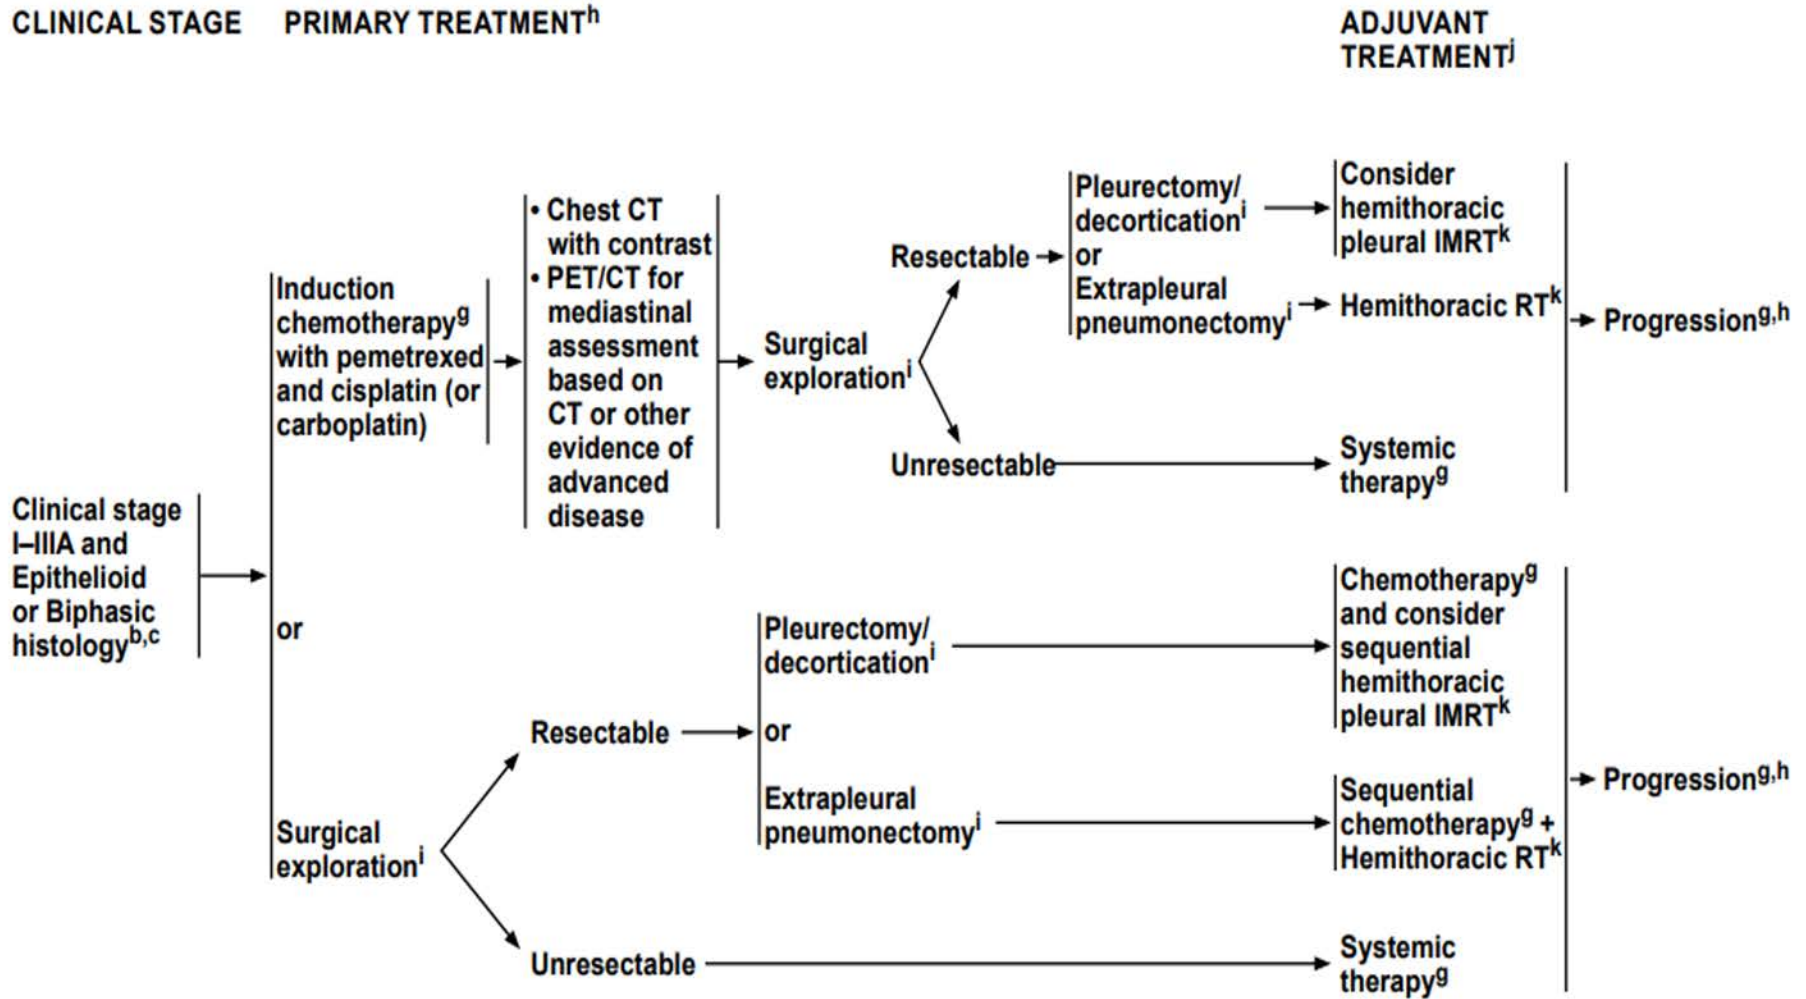 CLINICAL STAGE
PRIMARY TREATMENTh
ADJUVANT
TREATMENTj
Clinical stage
I–IIIA and
Epithelioid
or Biphasic
histologyb,c
Induction
chemotherapyg
with pemetrexed
and cisplatin (or
carboplatin)
• Chest CT
with contrast
• PET/CT for
mediastinal
assessment
based on
CT or other
evidence of
advanced
disease
Surgical
explorationi
Resectable
Pleurectomy/
decorticationi
or
Extrapleural
pneumonectomyi
Consider
hemithoracic
pleural IMRTk
Hemithoracic RTk
Unresectable
Systemic
therapyg
Progressiong,h
or
Surgical
explorationi
Resectable
Pleurectomy/
decorticationi
or
Extrapleural
pneumonectomyi
Chemotherapyg
and consider
sequential
hemithoracic
pleural IMRTk
Sequential
chemotherapyg +
Hemithoracic RTk
Unresectable
Systemic
therapyg
Progressiong,h